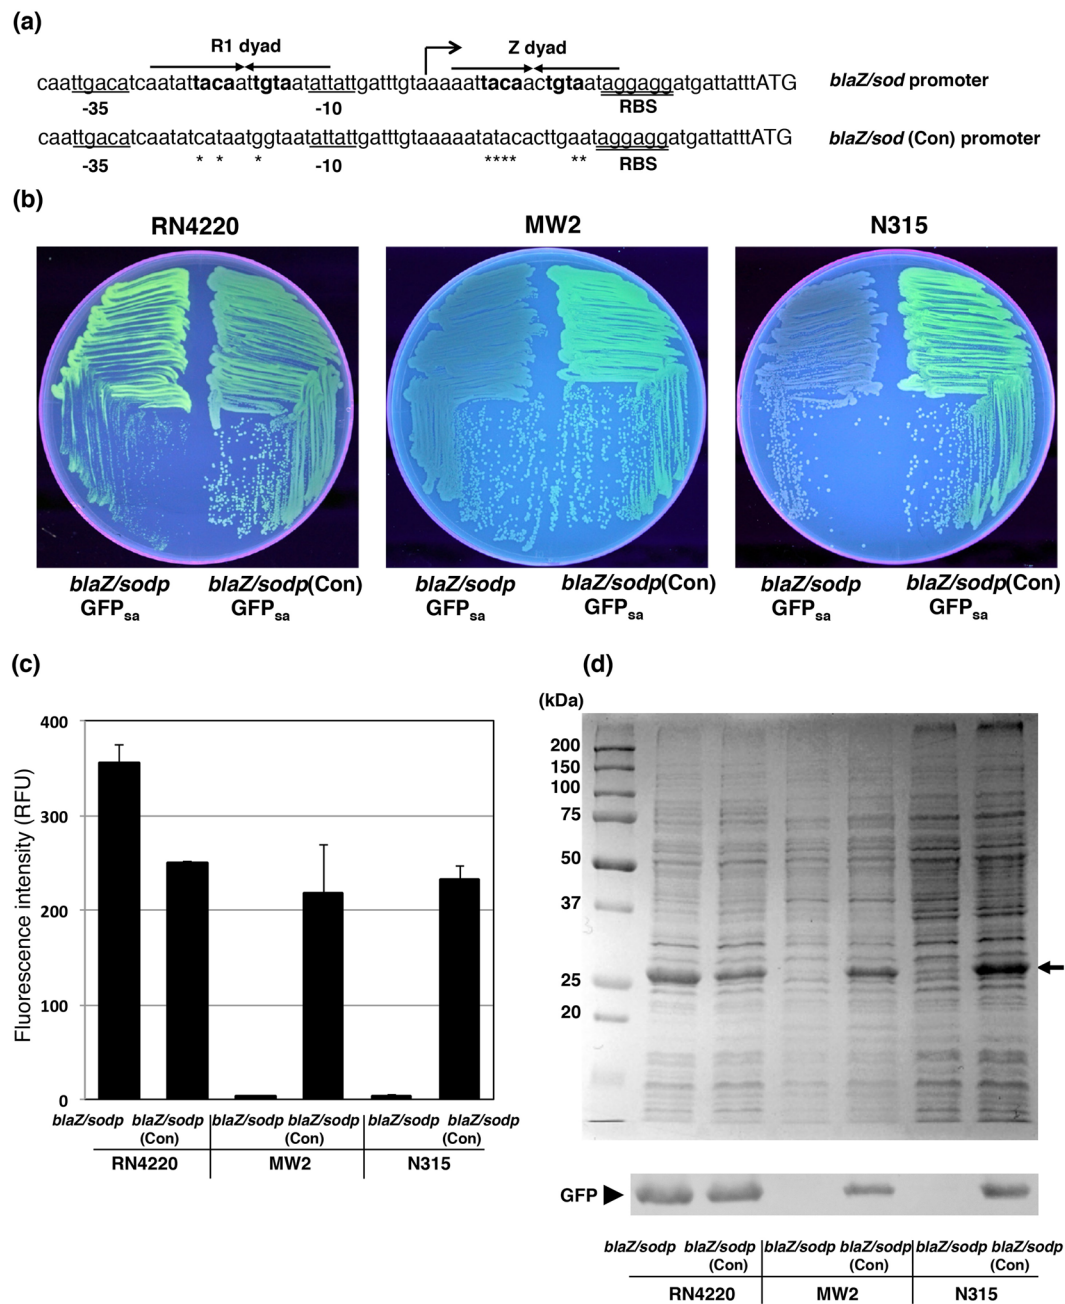 (a)
R1 dyad
Z dyad
caattgacatcaatattacaattgtaatattattgatttgtaaaaattacaactgtaataggaggatgattatttATG
blaZ/sod promoter
-35
-10
RBS
caattgacatcaatatcataatggtaatattattgatttgtaaaaatatacacttgaataggaggatgattatttATG
blaZ/sod (Con) promoter
-35
* * *
-10
****
**
RBS
(b)
RN4220
MW2
N315
blaZ/sodp
GFPsa
blaZ/sodp(Con)
GFPsa
blaZ/sodp
GFPsa
blaZ/sodp(Con)
GFPsa
blaZ/sodp
GFPsa
blaZ/sodp(Con)
GFPsa
(c)
Fluorescence intensity (RFU)
400
300
200
100
0
blaZ/sodp
blaZ/sodp
(Con)
blaZ/sodp
blaZ/sodp
(Con)
blaZ/sodp
blaZ/sodp
(Con)
RN4220
MW2
N315
(d)
(kDa)
200
150
100
75
50
37
25
20
GFP
blaZ/sodp
blaZ/sodp
(Con)
blaZ/sodp
blaZ/sodp
(Con)
blaZ/sodp
blaZ/sodp
(Con)
RN4220
MW2
N315